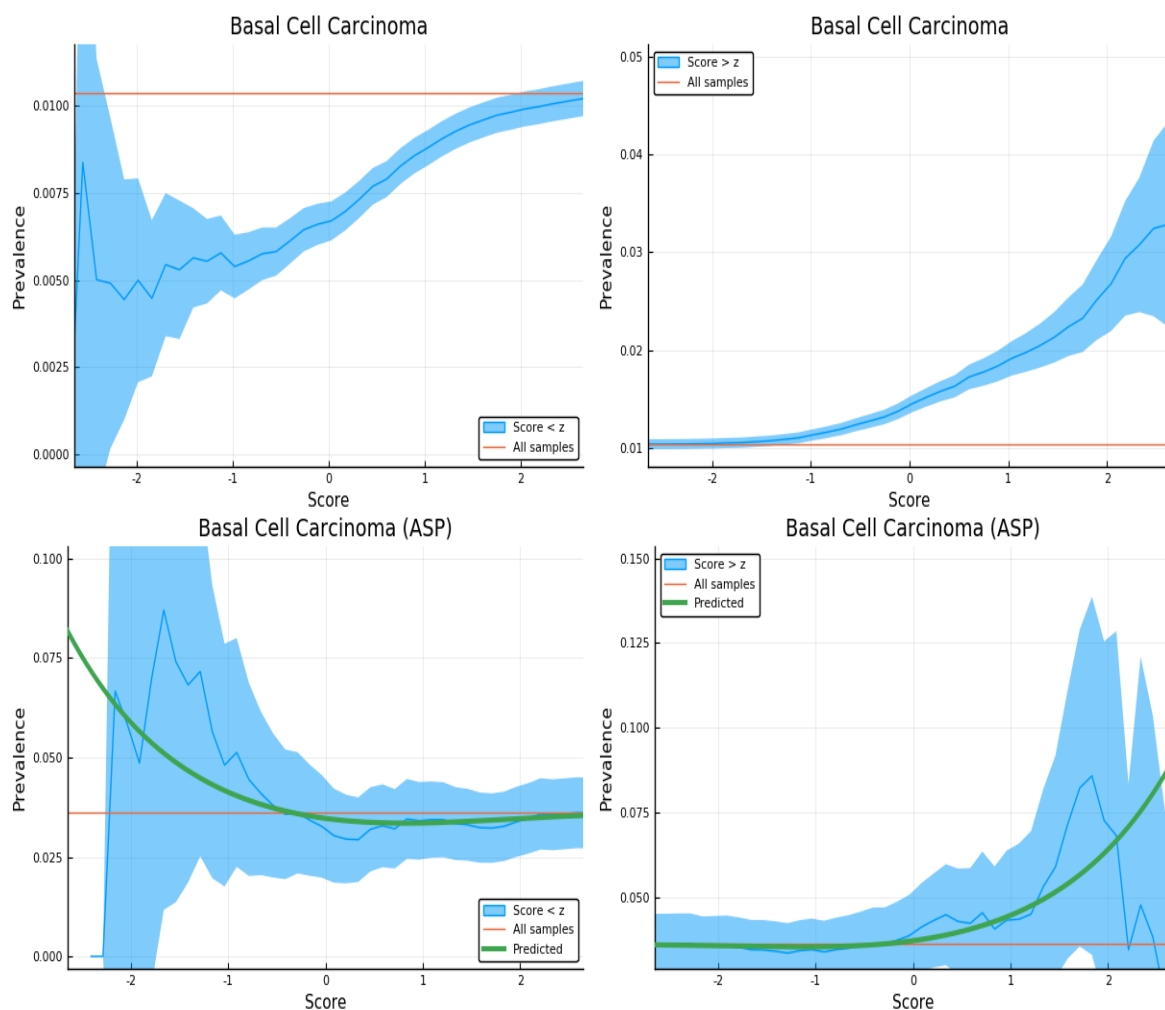 Basal Cell Carcinoma
Prevalence
0.0100
0.0075
0.0050
0.0025
0.0000
-2
-1
0
1
2
Score
Score < z
All samples
Basal Cell Carcinoma
Prevalence
0.05
0.04
0.03
0.02
0.01
-2
-1
0
1
2
Score
Score > z
All samples
Basal Cell Carcinoma (ASP)
Prevalence
0.100
0.075
0.050
0.025
0.000
-2
-1
0
1
2
Score
Score < z
All samples
Predicted
Basal Cell Carcinoma (ASP)
Prevalence
0.150
0.125
0.100
0.075
0.050
-2
-1
0
1
2
Score
Score > z
All samples
Predicted